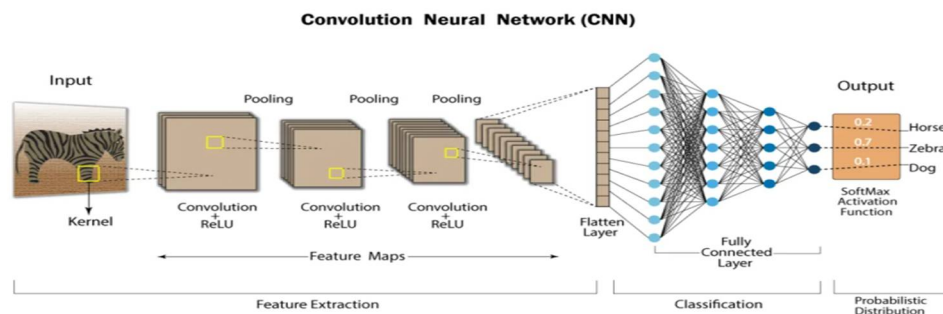 Convolution Neural Network (CNN)
Input
Pooling
Pooling
Pooling
Output
Kernel
Convolution
+
ReLU
Convolution
+
ReLU
Convolution
+
ReLU
Flatten
Layer
Feature Maps
Fully
Connected
Layer
0.2
0.7
0.1
Horse
Zebra
Dog
SoftMax
Activation
Function
Feature Extraction
Classification
Probabilistic
Distribution